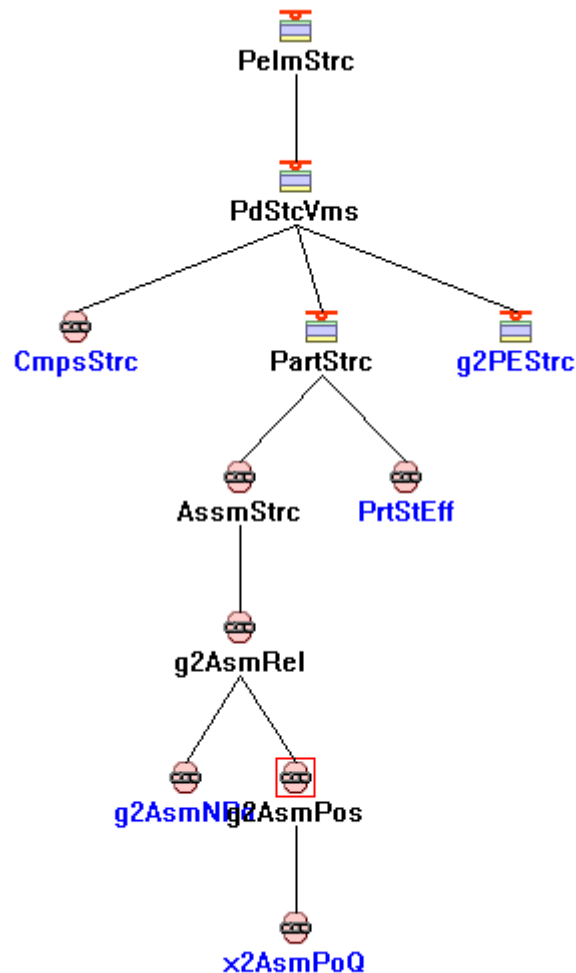 PelmStrc
PdStcVms
CmpsStrc
PartStrc
g2PEStrc
AssmStrc
PrtStEff
g2AsmRel
g2AsmPos
x2AsmPoQ